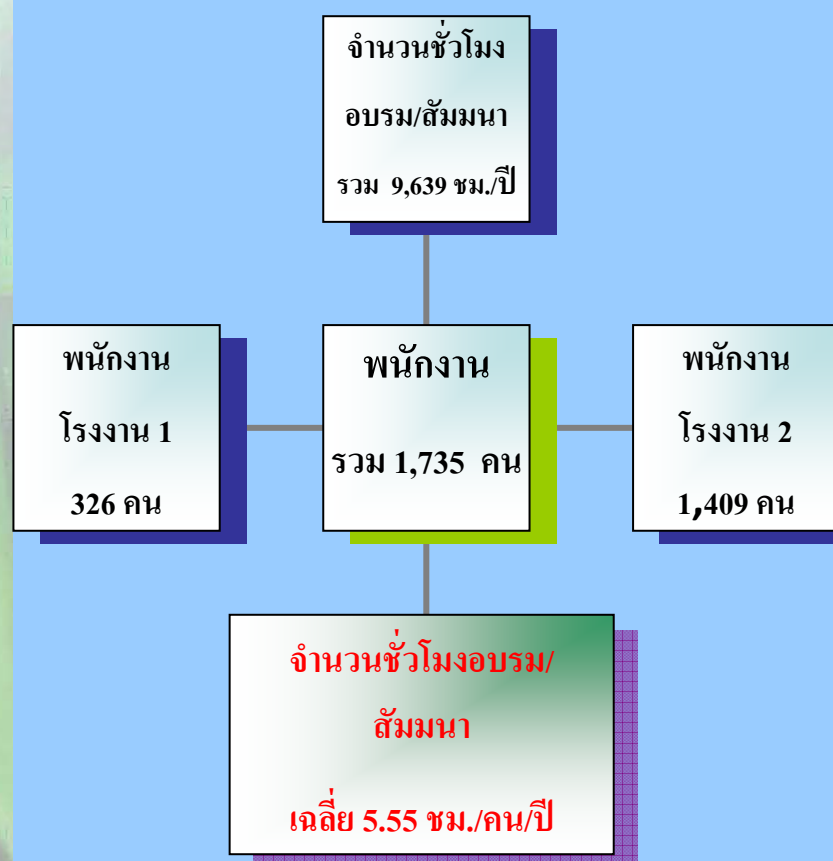 จำนวนชั่วโมง
อบรม/สัมมนา
รวม 9,639 ชม./ปี
พนักงาน
โรงงาน 1
326 คน
พนักงาน
รวม 1,735 คน
พนักงาน
โรงงาน 2
1,409 คน
จำนวนชั่วโมงอบรม/
สัมมนา
เฉลี่ย 5.55 ชม./คน/ปี